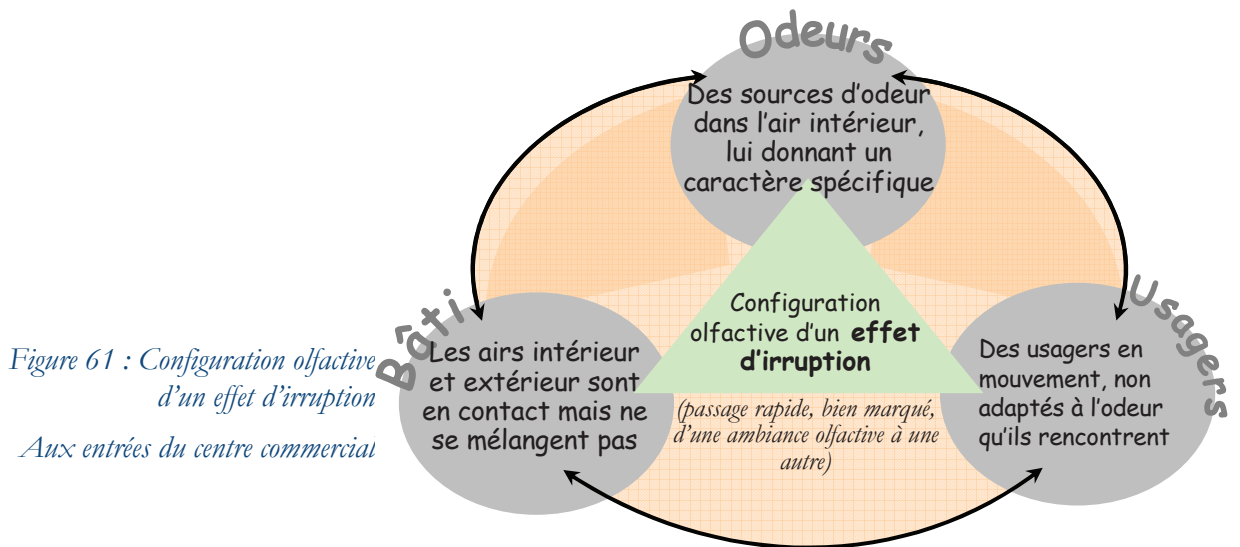 Odeurs
Des sources d'odeur
dans l'air intérieur,
lui donnant un
caractère spécifique
Bâti
Les airs intérieur
et extérieur sont
en contact mais ne
se mélangent pas
Configuration
olfactive d'un effet
d'irruption
(passage rapide, bien marqué,
d'une ambiance olfactive à une
autre)
Usagers
Des usagers en
mouvement, non
adaptés à l'odeur
qu'ils rencontrent
Figure 61 : Configuration olfactive
d'un effet d'irruption
Aux entrées du centre commercial